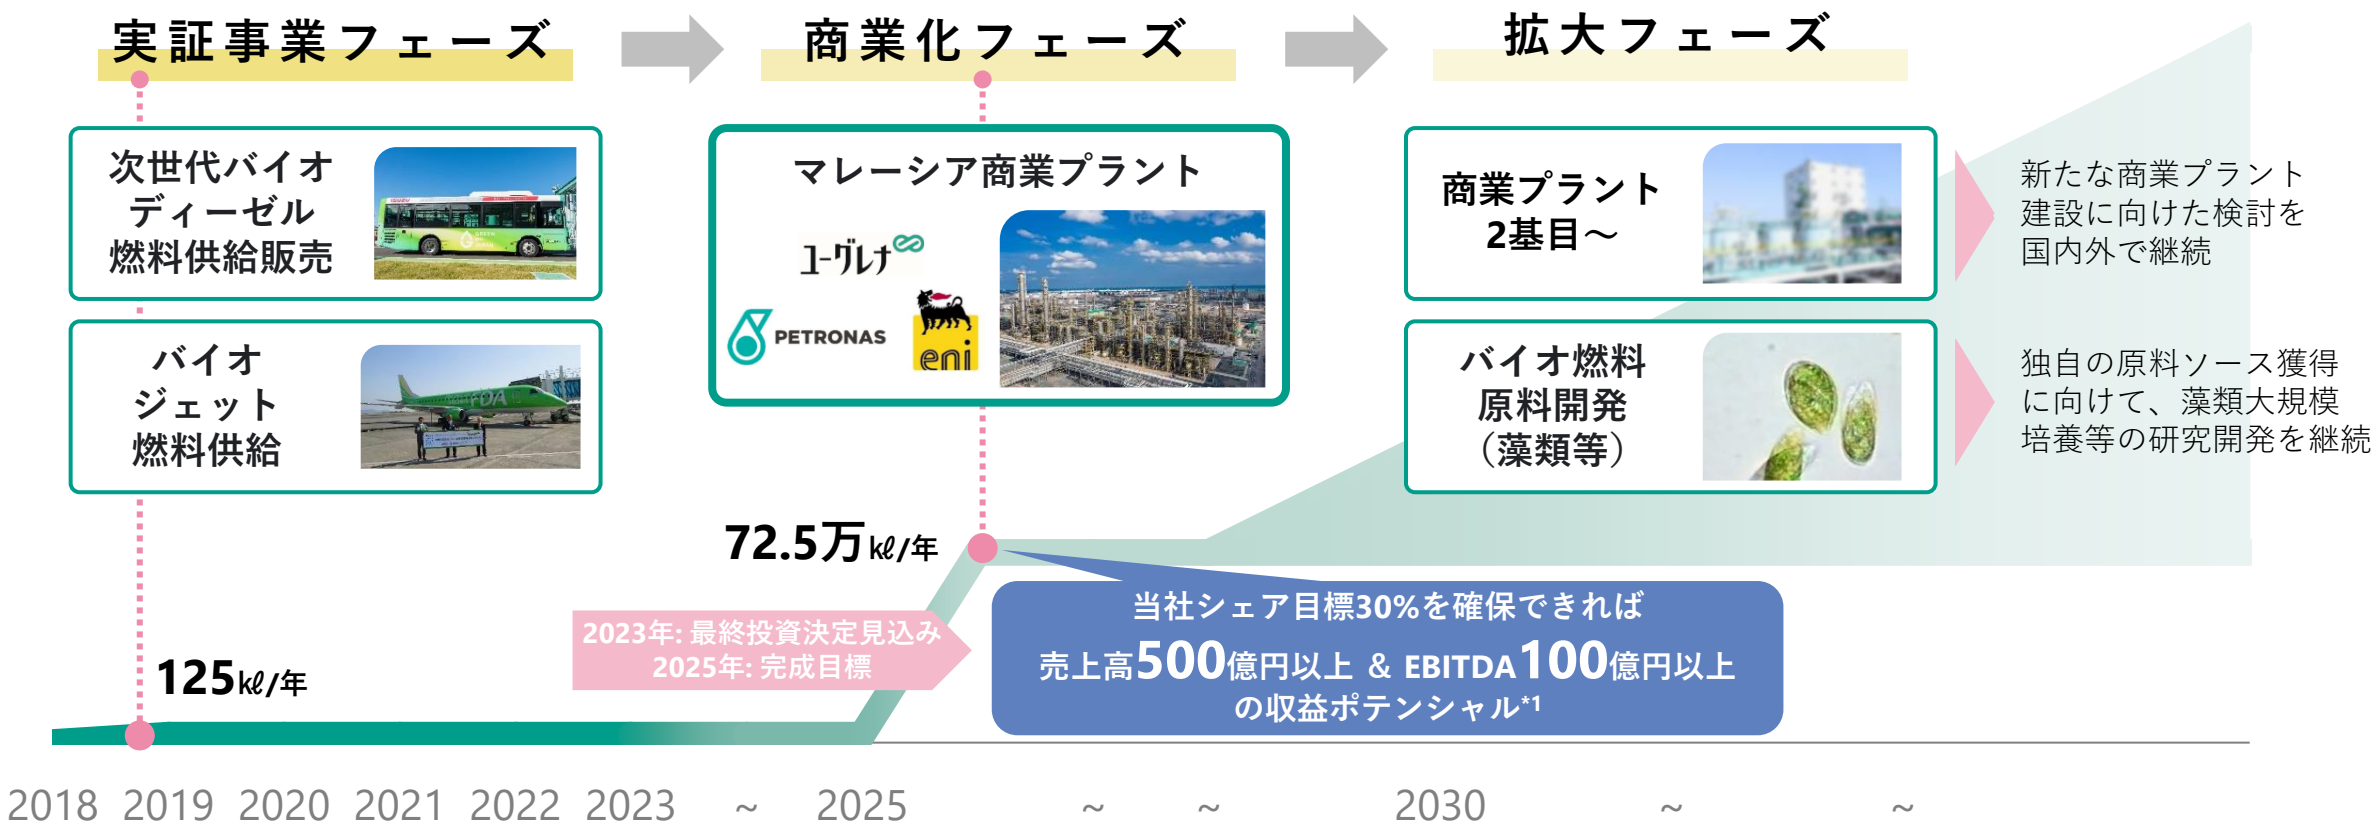 実証事業フェーズ
商業化フェーズ
拡大フェーズ
次世代バイオ
ディーゼル
燃料供給販売
ISUZU
バイオ
ジェット
燃料供給
FDA
マレーシア商業プラント
ユーグレナ
PETRONAS
eni
商業プラント
2基目～
新たな商業プラント
建設に向けた検討を
国内外で継続
バイオ燃料
原料開発
（藻類等）
独自の原料ソース獲得
に向けて、藻類大規模
培養等の研究開発を継続
125㎘/年
72.5万㎘/年
2023年: 最終投資決定見込み
2025年: 完成目標
当社シェア目標30%を確保できれば
売上高500億円以上 ＆ EBITDA100億円以上
の収益ポテンシャル*1
2018 2019 2020 2021 2022 2023 ~ 2025 ~ ~ 2030 ~ ~